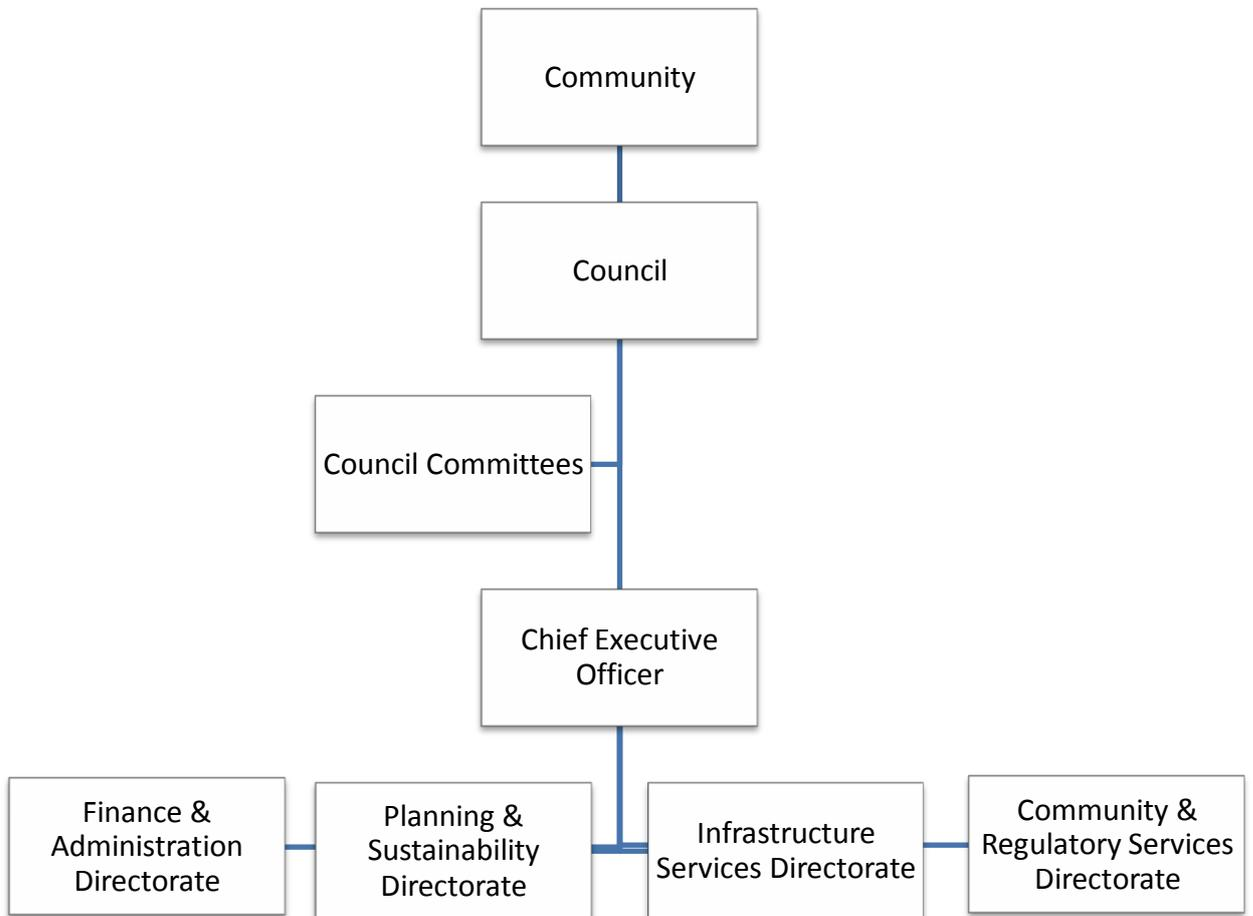 Community
Council
Council Committees
Chief Executive
Officer
Finance &
Administration
Directorate
Planning &
Sustainability
Directorate
Infrastructure
Services Directorate
Community &
Regulatory Services
Directorate